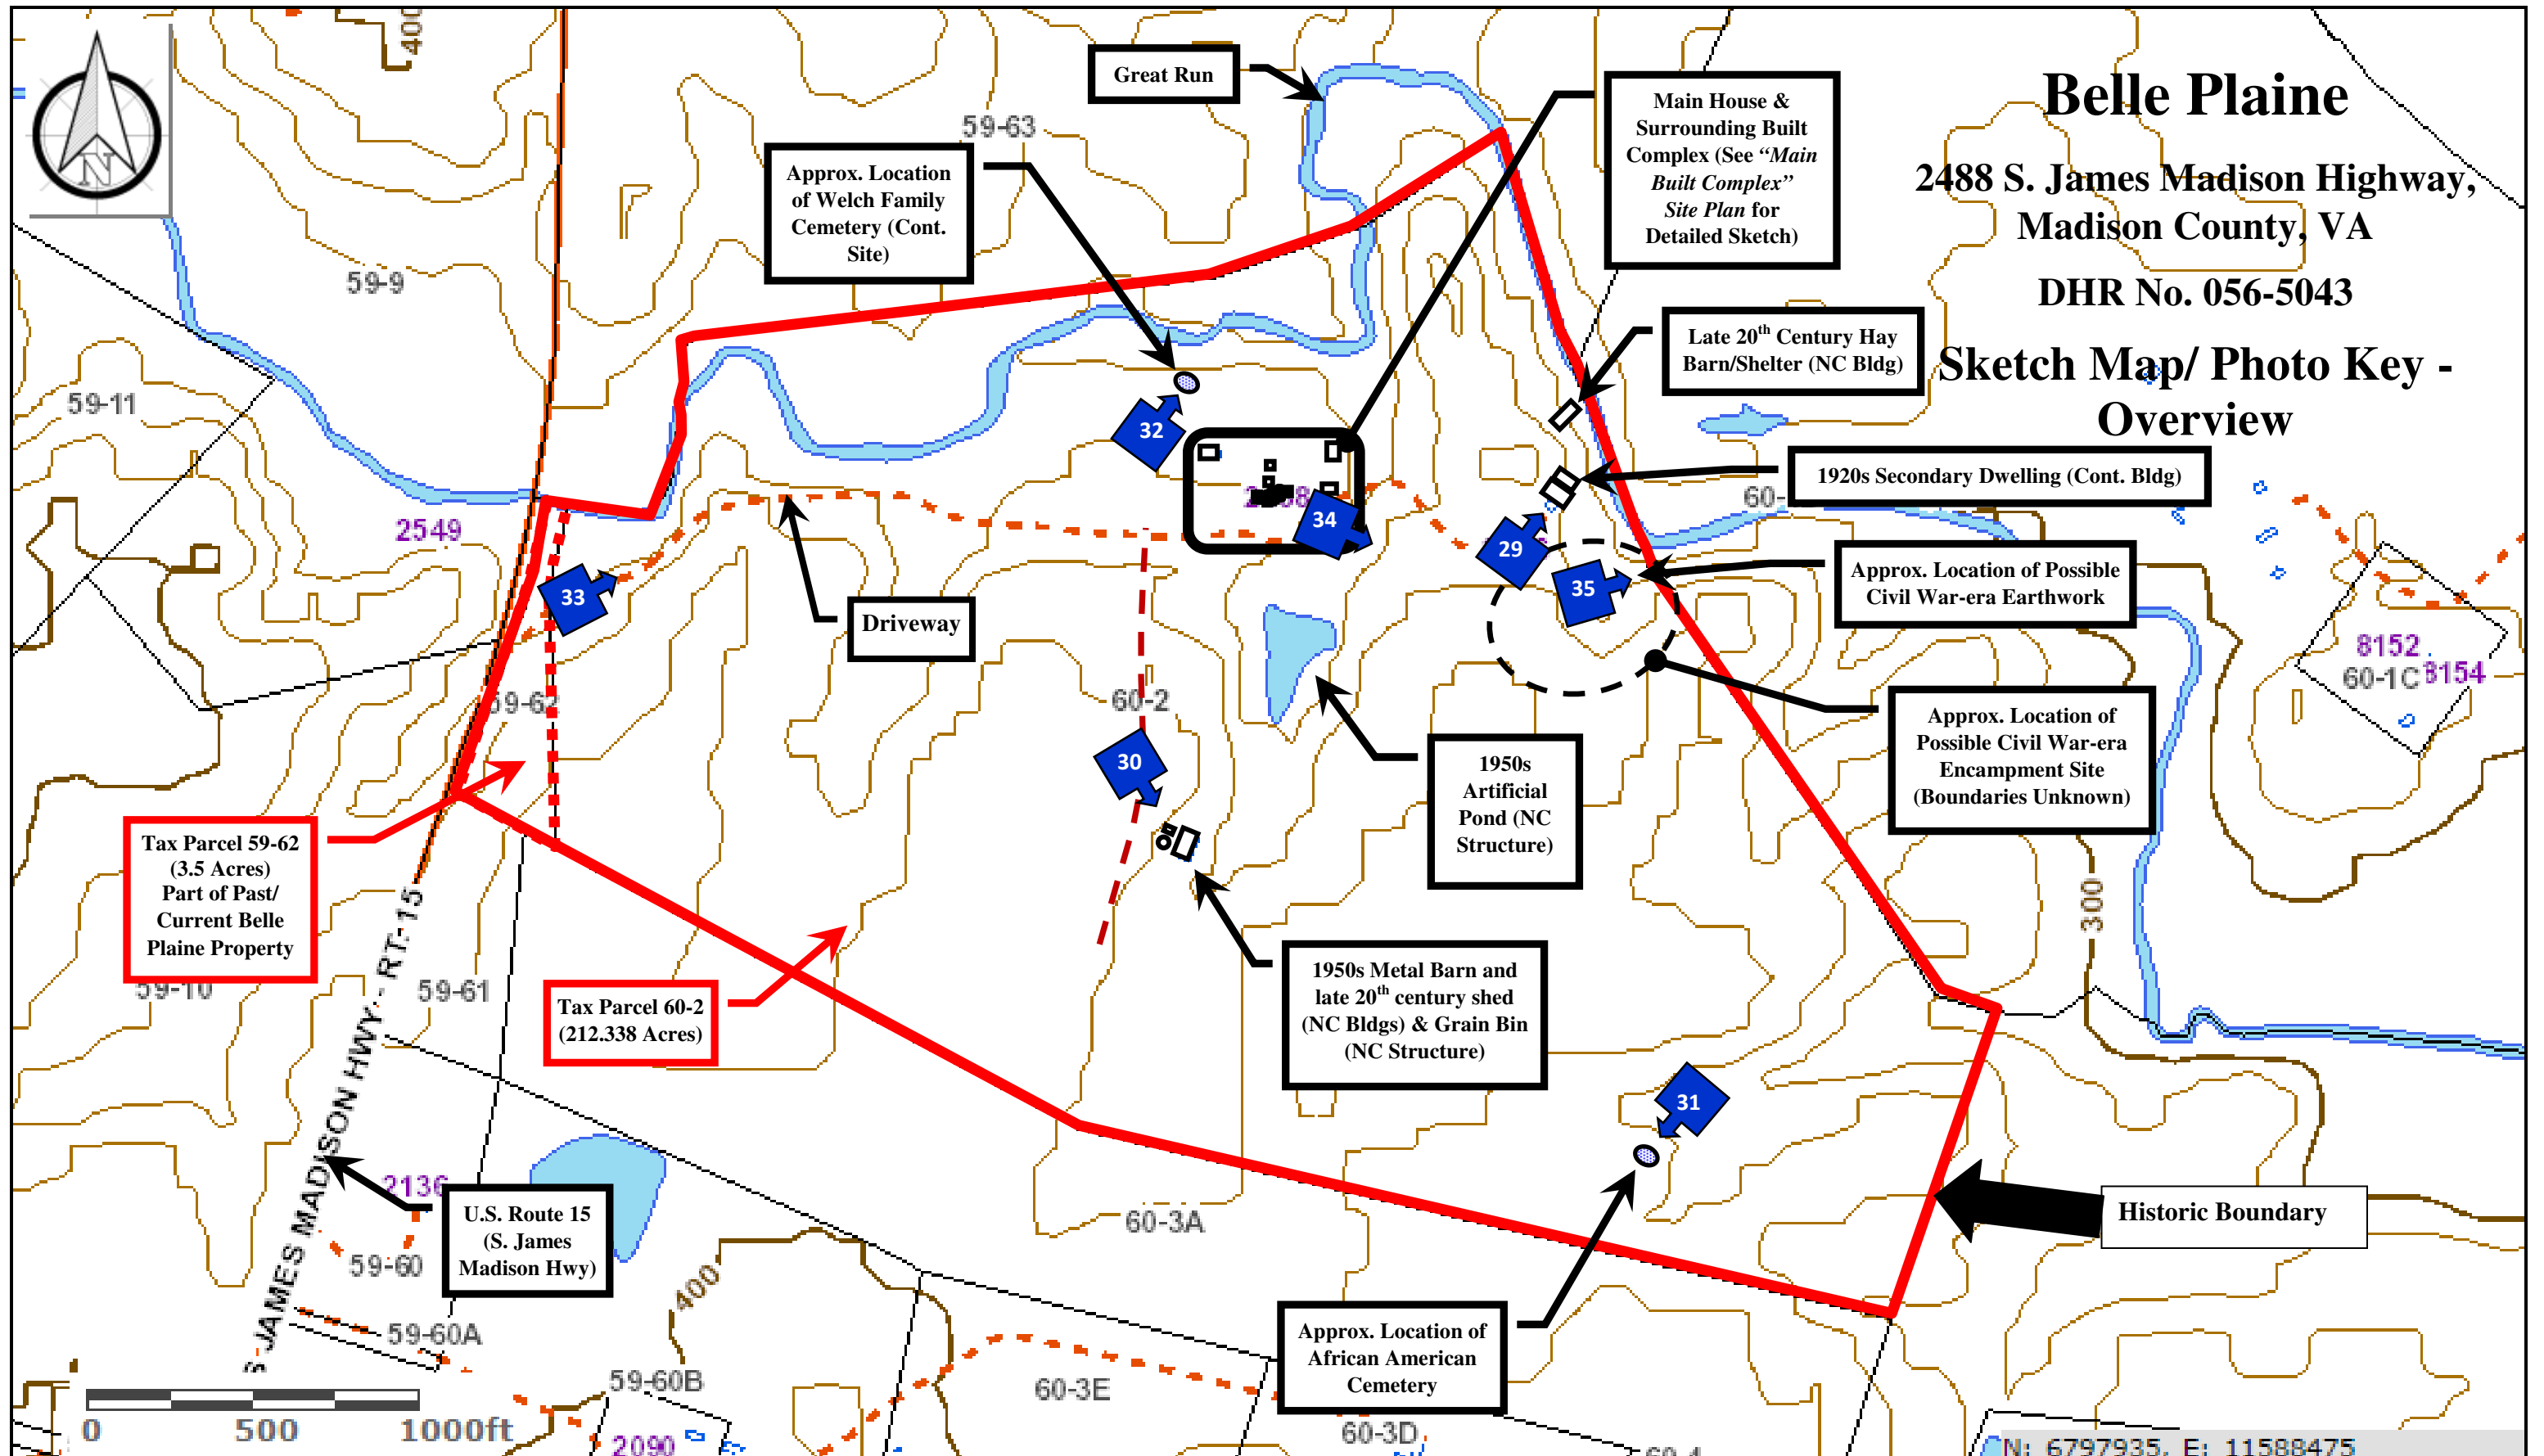 Belle Plaine
2488 S. James Madison Highway,
Madison County, VA
DHR No. 056-5043
Sketch Map/ Photo Key -
Overview
N
400
Great Run
59-63
Approx. Location
of Welch Family
Cemetery (Cont.
Site)
Main House &
Surrounding Built
Complex (See “Main
Built Complex”
Site Plan for
Detailed Sketch)
59-9
59-11
Late 20th Century Hay
Barn/Shelter (NC Bldg)
32
1920s Secondary Dwelling (Cont. Bldg)
60-
2549
34
29
35
33
Approx. Location of Possible
Civil War-era Earthwork
Driveway
8152
60-1C
8154
59-62
60-2
Approx. Location of
Possible Civil War-era
Encampment Site
(Boundaries Unknown)
30
1950s
Artificial
Pond (NC
Structure)
Tax Parcel 59-62
(3.5 Acres)
Part of Past/
Current Belle
Plaine Property
300
59-10
59-61
Tax Parcel 60-2
(212.338 Acres)
1950s Metal Barn and
late 20th century shed
(NC Bldgs) & Grain Bin
(NC Structure)
31
S JAMES MADISON HWY - RT. 15
2136
U.S. Route 15
(S. James
Madison Hwy)
60-3A
Historic Boundary
59-60
400
59-60A
Approx. Location of
African American
Cemetery
59-60B
60-3E
60-3D
0 500 1000ft
2090
60-4
N: 6797935, E: 11588475